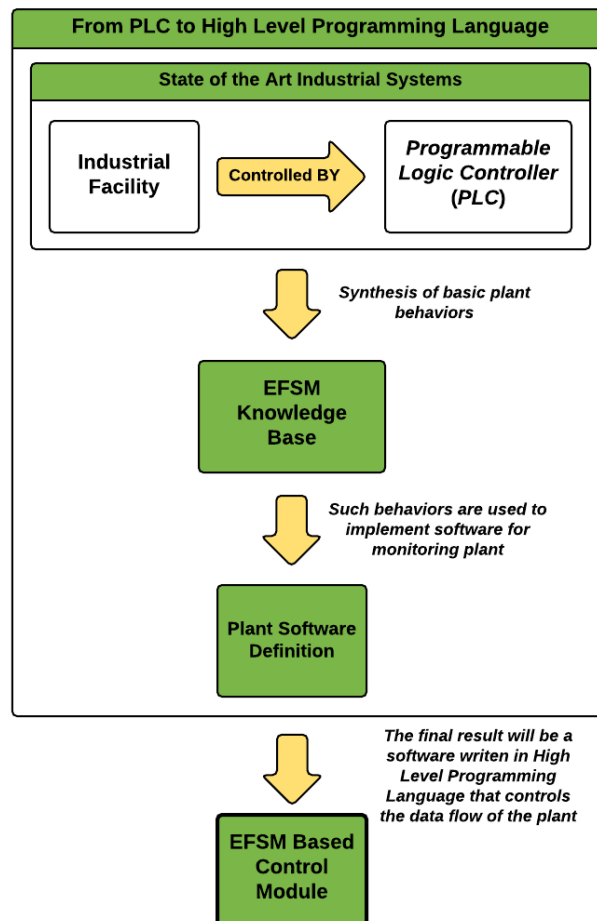 From PLC to High Level Programming Language
State of the Art Industrial Systems
Industrial
Facility
Controlled BY
Programmable
Logic Controller
(PLC)
Synthesis of basic plant
behaviors
EFSM
Knowledge
Base
Such behaviors are used to
implement software for
monitoring plant
Plant Software
Definition
The final result will be a
software writen in High
Level Programming
Language that controls
the data flow of the plant
EFSM Based
Control
Module